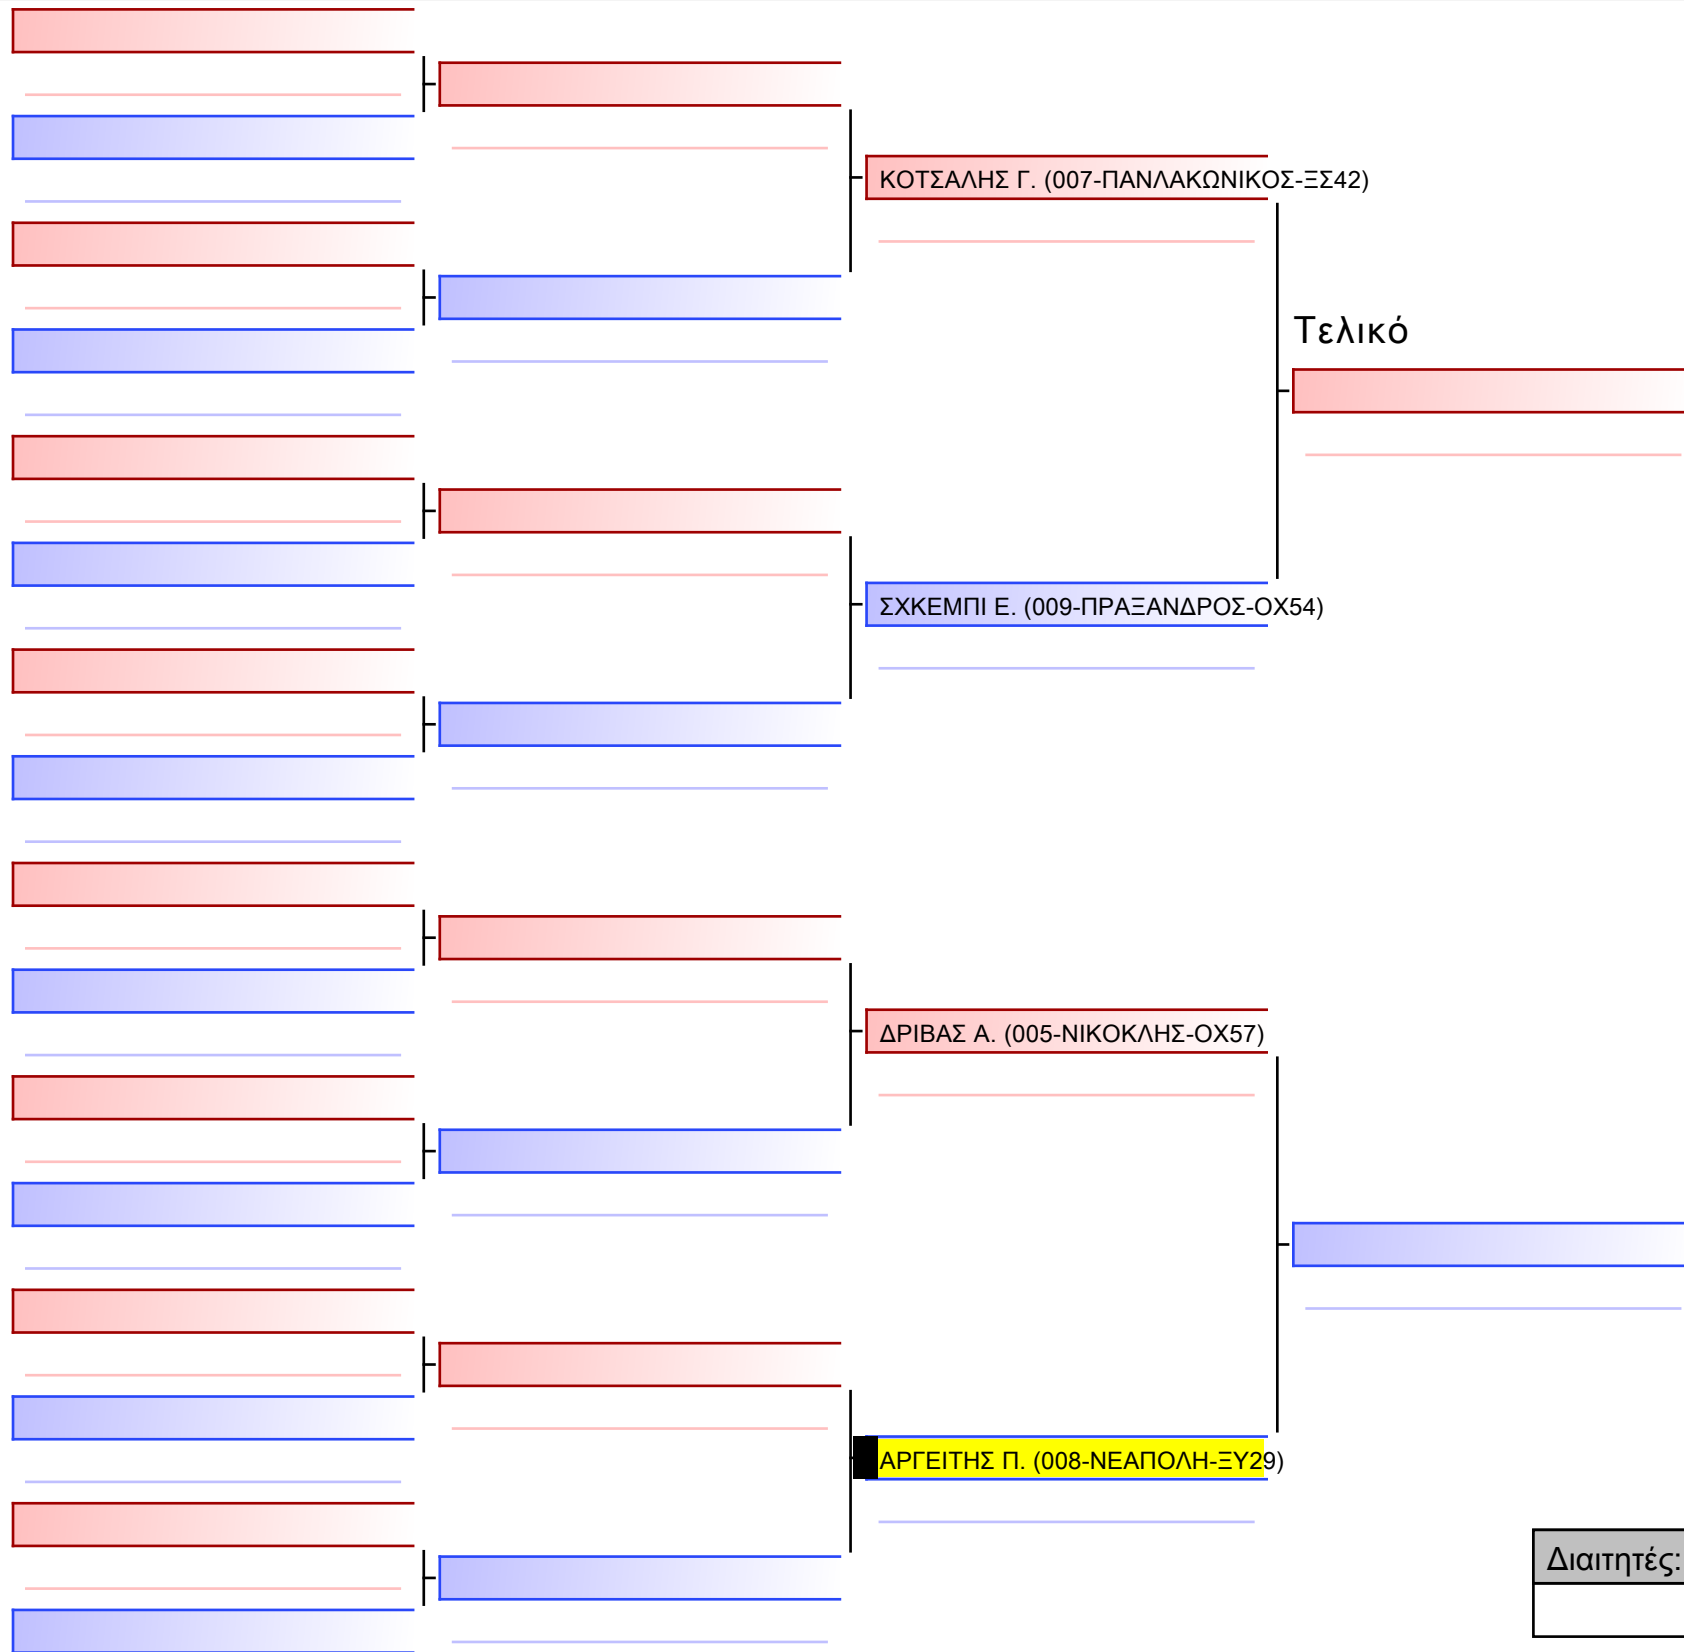 ΚΟΤΣΑΛΗΣ Γ. (007-ΠΑΝΛΑΚΩΝΙΚΟΣ-ΞΣ42)
Τελικό
ΣΧΚΕΜΠΙ Ε. (009-ΠΡΑΞΑΝΔΡΟΣ-ΟΧ54)
ΔΡΙΒΑΣ Α. (005-ΝΙΚΟΚΛΗΣ-ΟΧ57)
ΑΡΓΕΙΤΗΣ Π. (008-ΝΕΑΠΟΛΗ-ΞΥ29)
Διαιτητές: